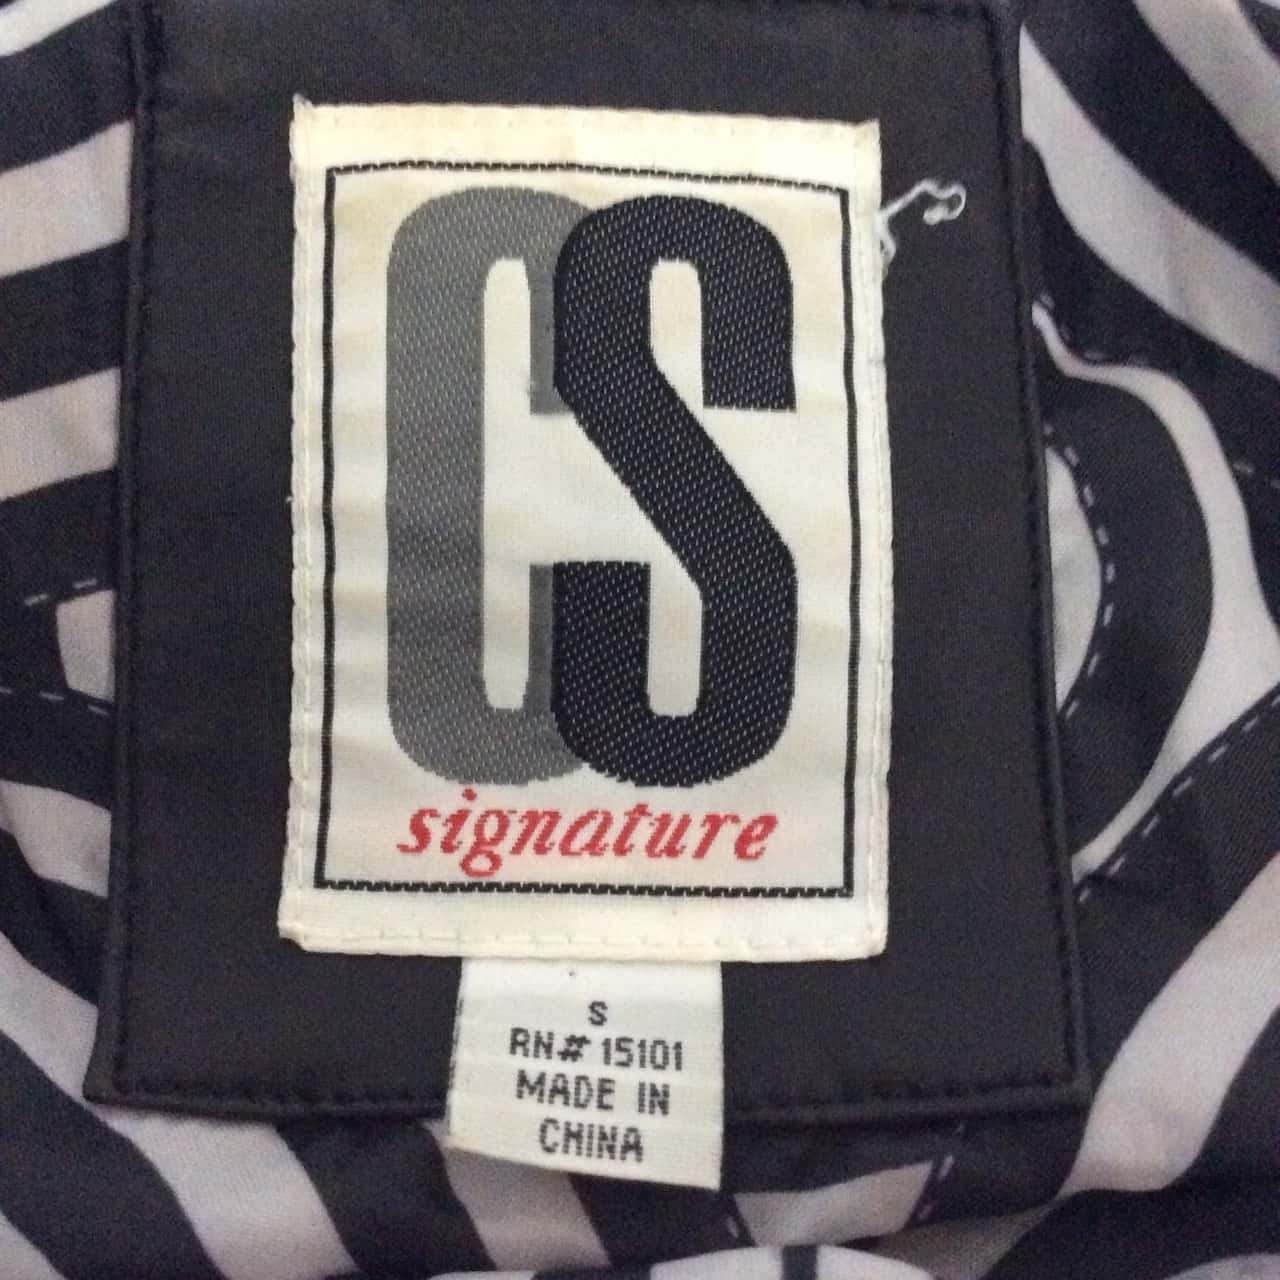 CS
signature
S
RN# 15101
MADE IN
CHINA